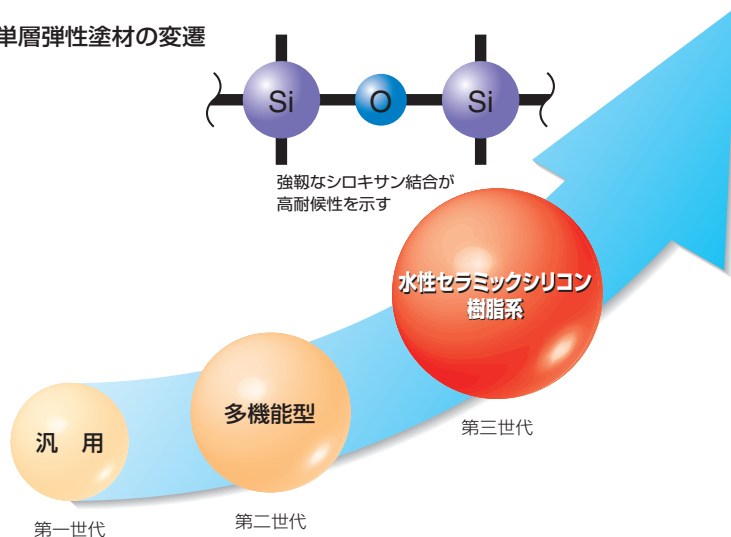 単層弾性塗材の変遷
Si O Si
強靱なシロキサン結合が
高耐候性を示す
水性セラミックシリコン
樹脂系
第三世代
多機能型
第二世代
汎 用
第一世代